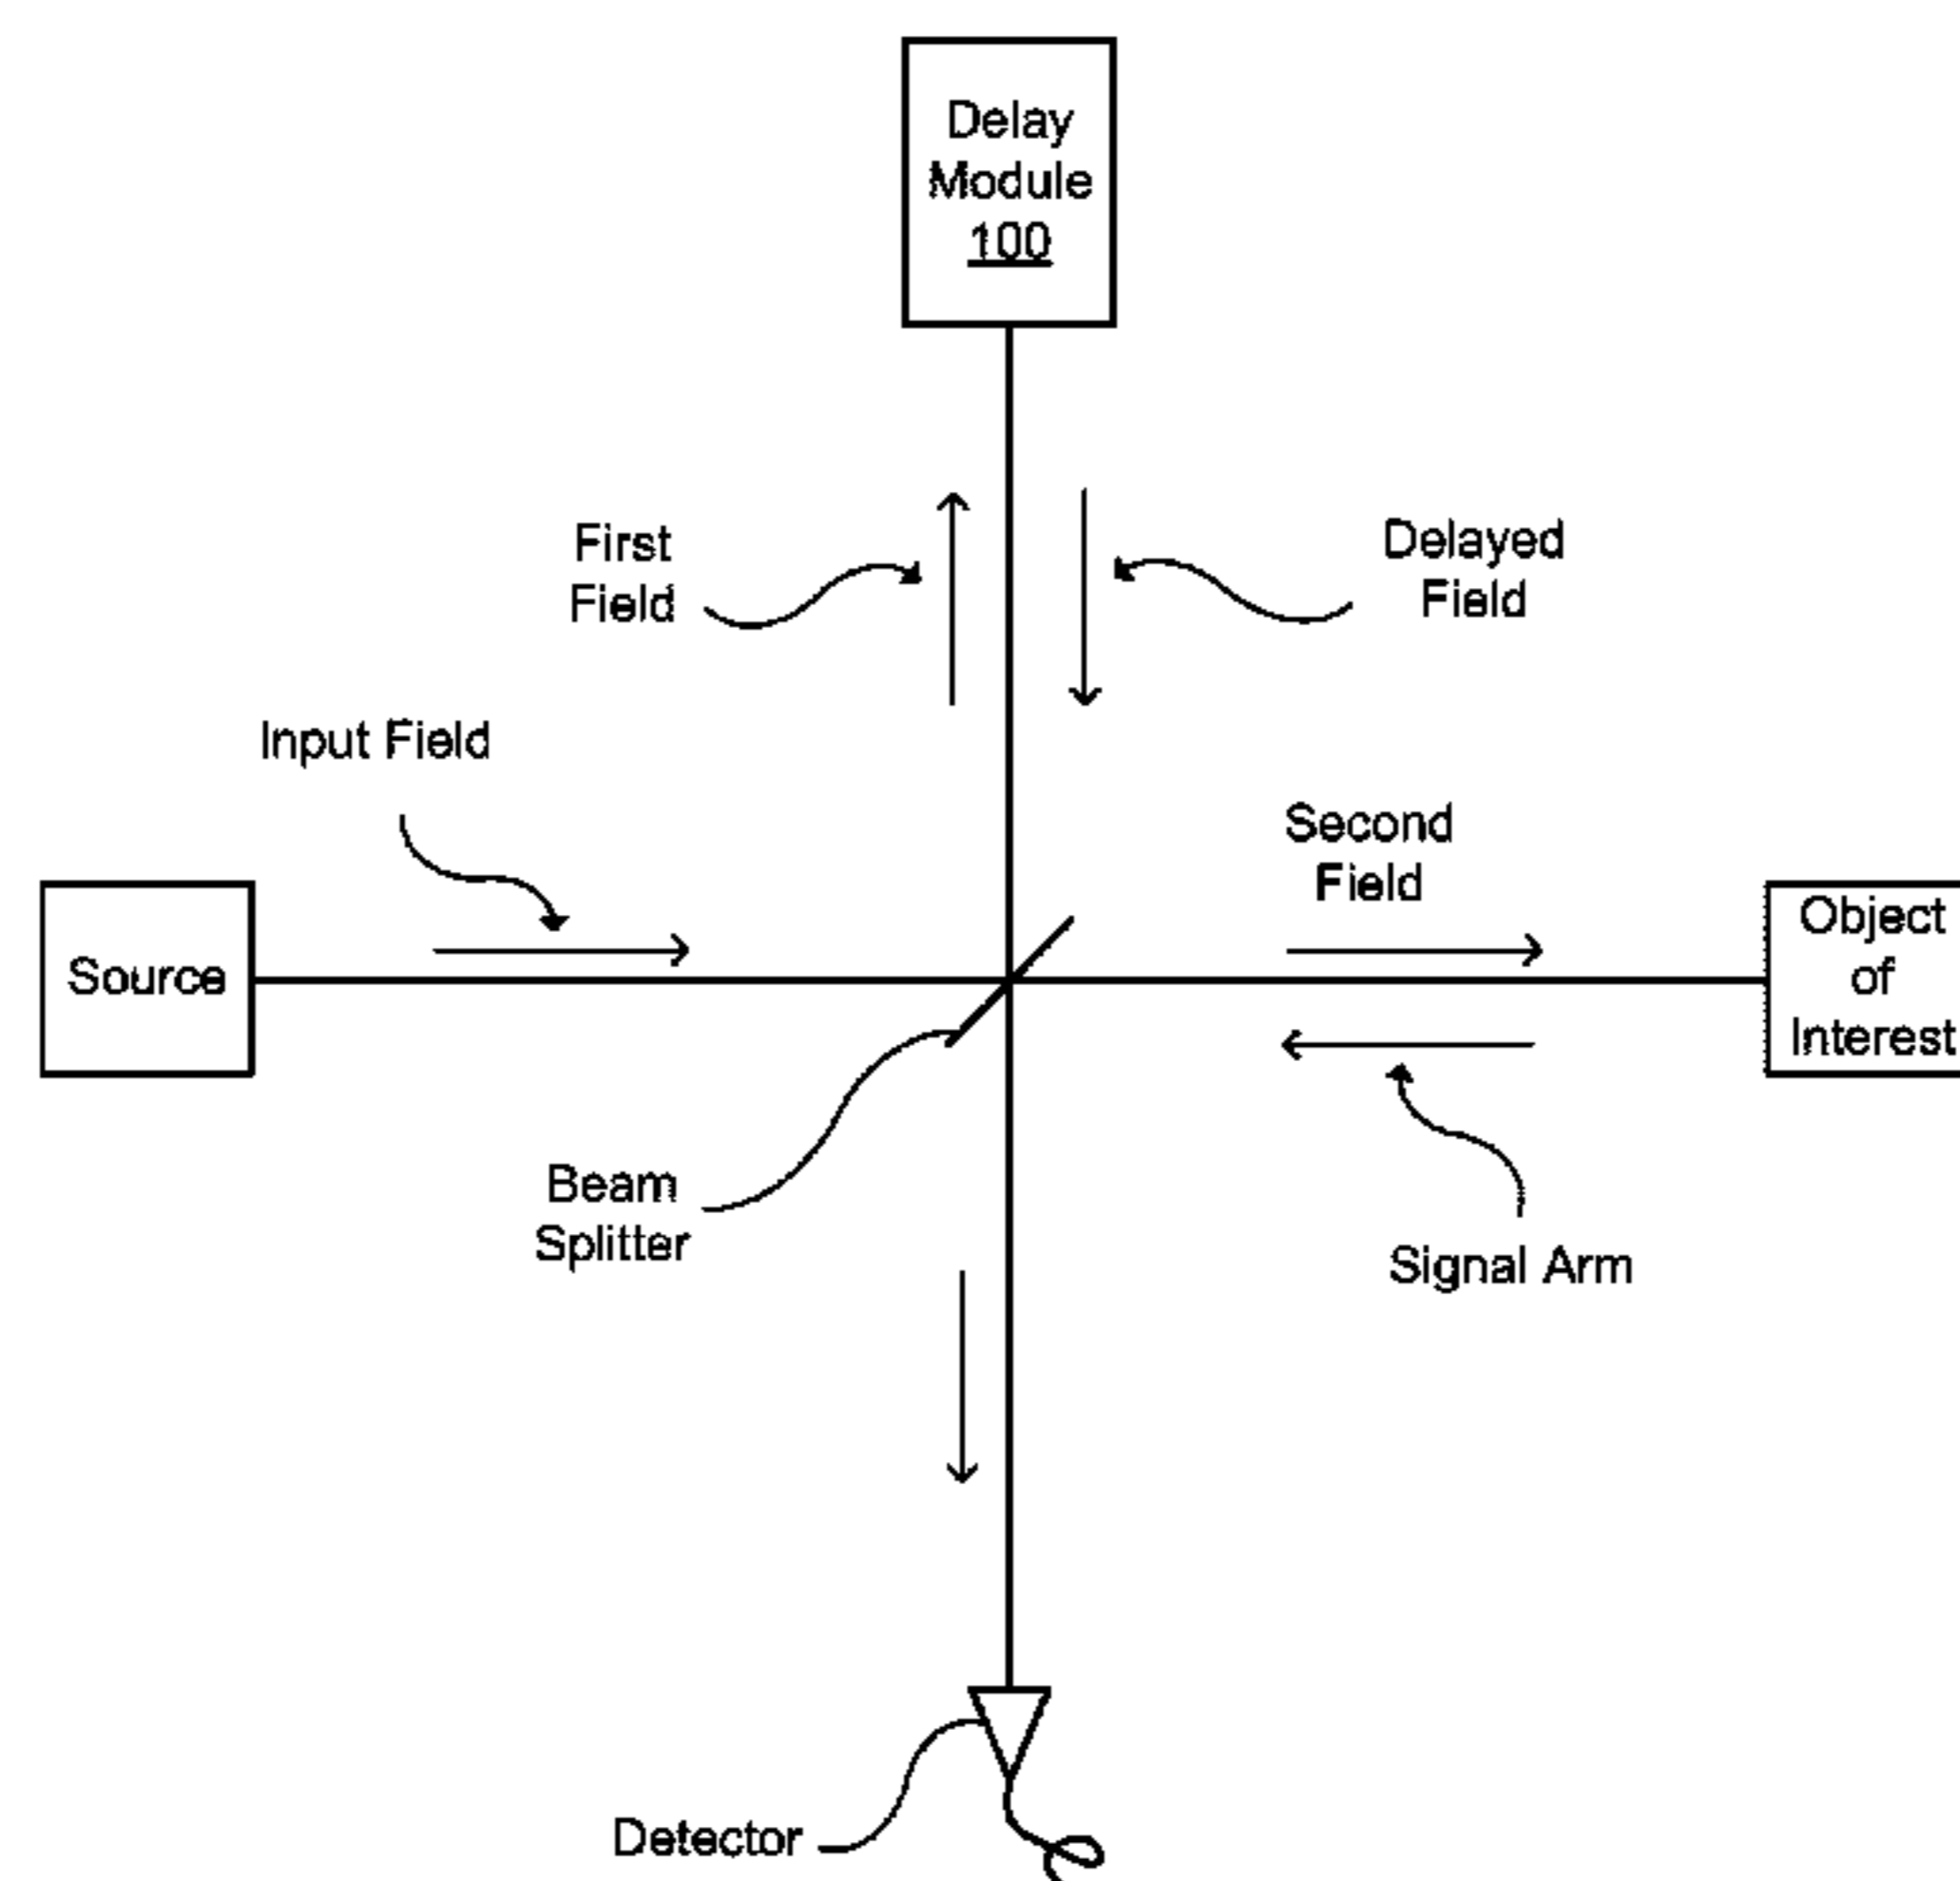 Delay
Module
100
First
Field
Delayed
Field
Input Field
Second
Field
Source
Object
of
Interest
Beam
Splitter
Signal Arm
Detector